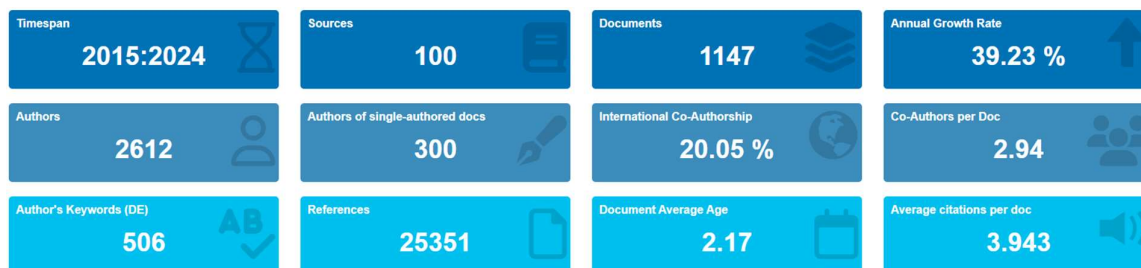 Timespan
2015:2024
Sources
100
Documents
1147
Annual Growth Rate
39.23 %
Authors
2612
Authors of single-authored docs
300
International Co-Authorship
20.05 %
Co-Authors per Doc
2.94
Author's Keywords (DE)
506
AB
References
25351
Document Average Age
2.17
Average citations per doc
3.943